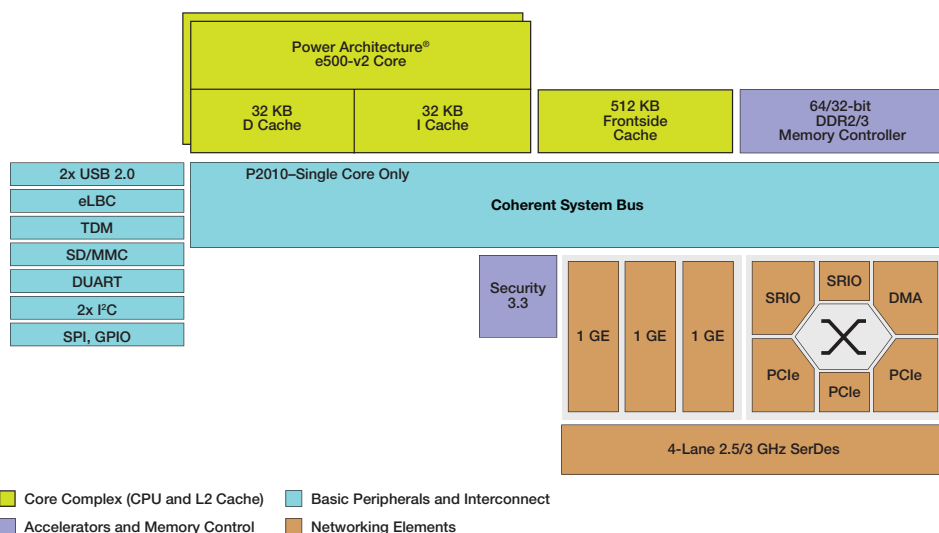 Power Architecture®
e500-v2 Core
32 KB
D Cache
32 KB
I Cache
512 KB
Frontside
Cache
64/32-bit
DDR2/3
Memory Controller
2x USB 2.0
eLBC
TDM
SD/MMC
DUART
2x I²C
SPI, GPIO
P2010–Single Core Only
Coherent System Bus
Security
3.3
1 GE
1 GE
1 GE
SRIO
SRIO
DMA
PCIe
PCIe
PCIe
4-Lane 2.5/3 GHz SerDes
Core Complex (CPU and L2 Cache)
Basic Peripherals and Interconnect
Accelerators and Memory Control
Networking Elements